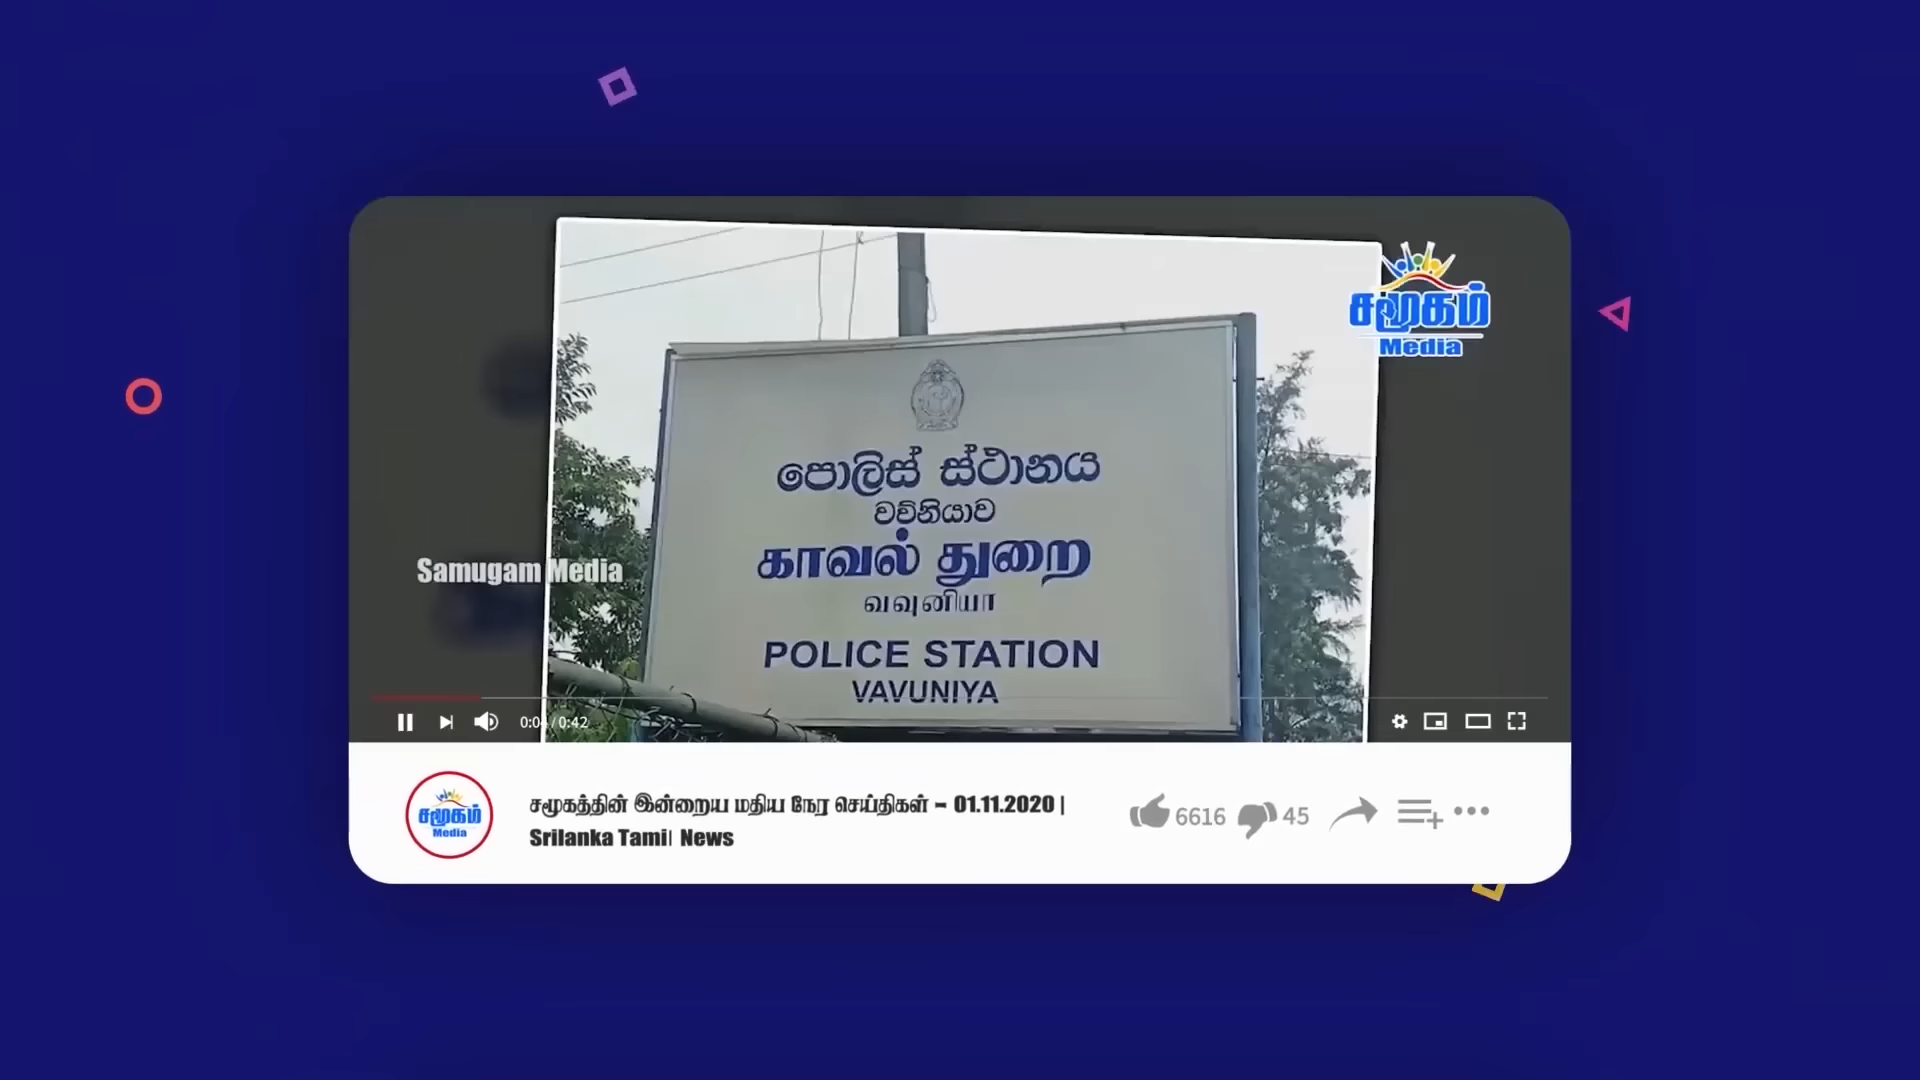 சமூகம்
Media
පොලිස් ස්ථානය
වව්නියාව
காவல் துறை
வவுனியா
POLICE STATION
VAVUNIYA
Samugam Media
0:04 / 0:42
சமூகம்
Media
சமூகத்தின் இன்றைய மதிய நேர செய்திகள் – 01.11.2020 |
Srilanka Tamil News
6616
45